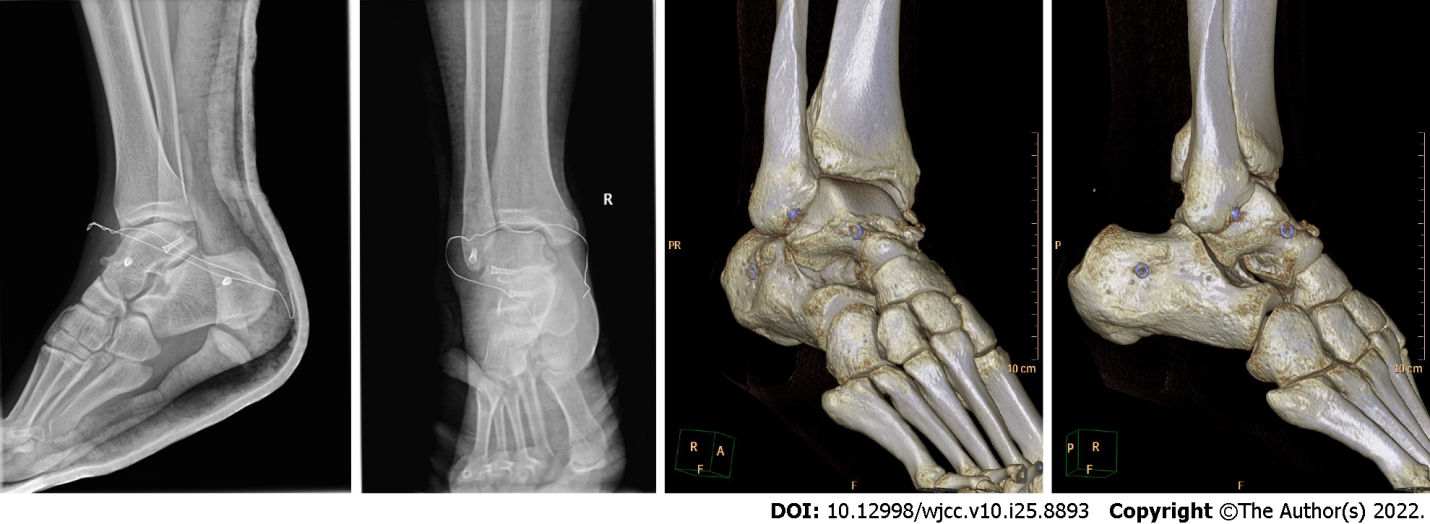 R
PR
10 cm
R
A
F
F
P
10 cm
P
R
F
F
DOI: 10.12998/wjcc.v10.i25.8893 Copyright ©The Author(s) 2022.